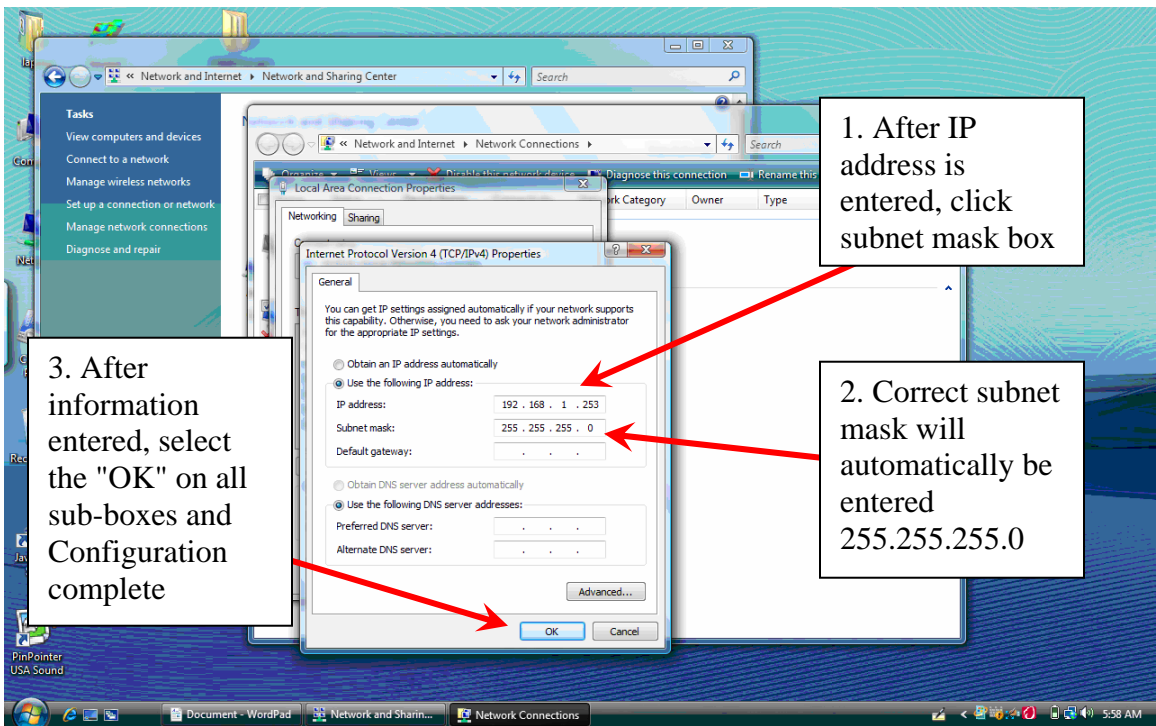 « Network and Internet ▸ Network and Sharing Center
Search
Tasks
View computers and devices
Connect to a network
Manage wireless networks
Set up a connection or network
Manage network connections
Diagnose and repair
« Network and Internet ▸ Network Connections ▸
Search
Organize
Views
Disable this network device
Diagnose this connection
Rename this
Category
Owner
Type
Local Area Connection Properties
Networking
Sharing
Internet Protocol Version 4 (TCP/IPv4) Properties
General
You can get IP settings assigned automatically if your network supports
this capability. Otherwise, you need to ask your network administrator
for the appropriate IP settings.
Obtain an IP address automatically
Use the following IP address:
IP address: 192 . 168 . 1 . 253
Subnet mask: 255 . 255 . 255 . 0
Default gateway: . . .
Obtain DNS server address automatically
Use the following DNS server addresses:
Preferred DNS server: . . .
Alternate DNS server: . . .
Advanced...
OK
Cancel
1. After IP
address is
entered, click
subnet mask box
2. Correct subnet
mask will
automatically be
entered
255.255.255.0
3. After
information
entered, select
the "OK" on all
sub-boxes and
Configuration
complete
PinPointer
USA Sound
Document - WordPad
Network and Sharin...
Network Connections
5:58 AM